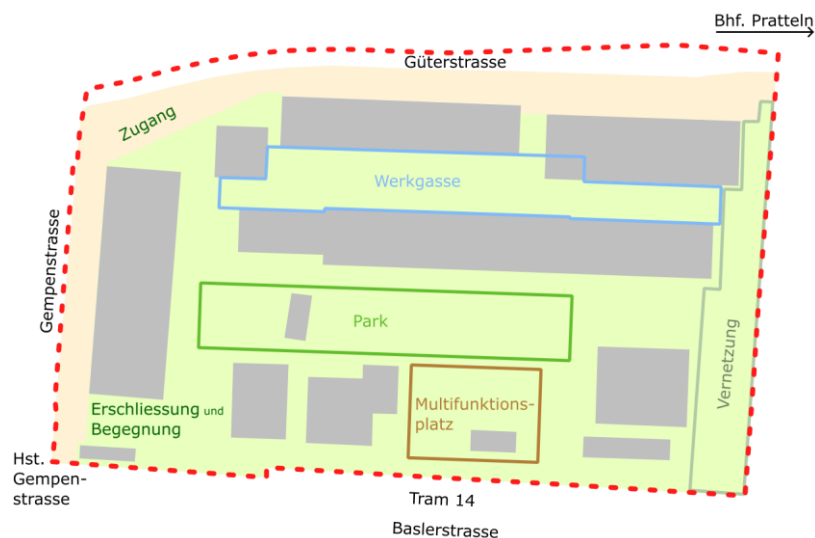 Bhf. Pratteln
Güterstrasse
Zugang
Werkgasse
Gempenstrasse
Park
Vernetzung
Erschliessung und
Begegnung
Multifunktions-
platz
Hst.
Gempen-
strasse
Tram 14
Baslerstrasse